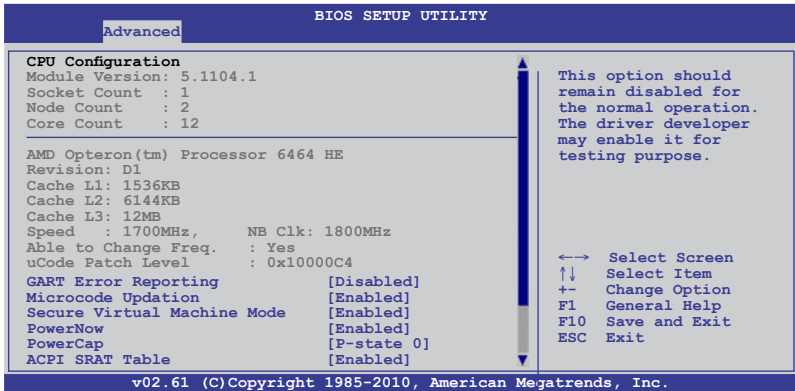 BIOS SETUP UTILITY
Advanced
CPU Configuration
Module Version: 5.1104.1
Socket Count : 1
Node Count : 2
Core Count : 12
AMD Opteron(tm) Processor 6464 HE
Revision: D1
Cache L1: 1536KB
Cache L2: 6144KB
Cache L3: 12MB
Speed : 1700MHz, NB Clk: 1800MHz
Able to Change Freq. : Yes
uCode Patch Level : 0x10000C4
GART Error Reporting [Disabled]
Microcode Updation [Enabled]
Secure Virtual Machine Mode [Enabled]
PowerNow [Enabled]
PowerCap [P-state 0]
ACPI SRAT Table [Enabled]
This option should
remain disabled for
the normal operation.
The driver developer
may enable it for
testing purpose.
←→ Select Screen
↑↓ Select Item
+- Change Option
F1 General Help
F10 Save and Exit
ESC Exit
v02.61 (C)Copyright 1985-2010, American Megatrends, Inc.